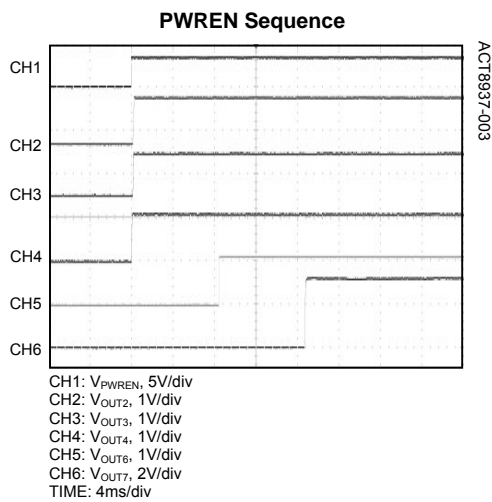 PWREN Sequence
ACT8937-003
CH1
CH2
CH3
CH4
CH5
CH6
CH1: VPWREN, 5V/div
CH2: VOUT2, 1V/div
CH3: VOUT3, 1V/div
CH4: VOUT4, 1V/div
CH5: VOUT6, 1V/div
CH6: VOUT7, 2V/div
TIME: 4ms/div